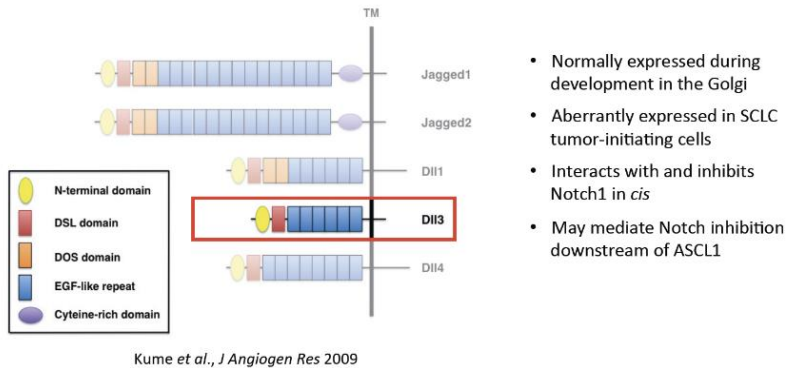 TM
Jagged1
Jagged2
Dll1
Dll3
Dll4
N-terminal domain
DSL domain
DOS domain
EGF-like repeat
Cyteine-rich domain
Kume et al., J Angiogen Res 2009
• Normally expressed during
development in the Golgi
• Aberrantly expressed in SCLC
tumor-initiating cells
• Interacts with and inhibits
Notch1 in cis
• May mediate Notch inhibition
downstream of ASCL1